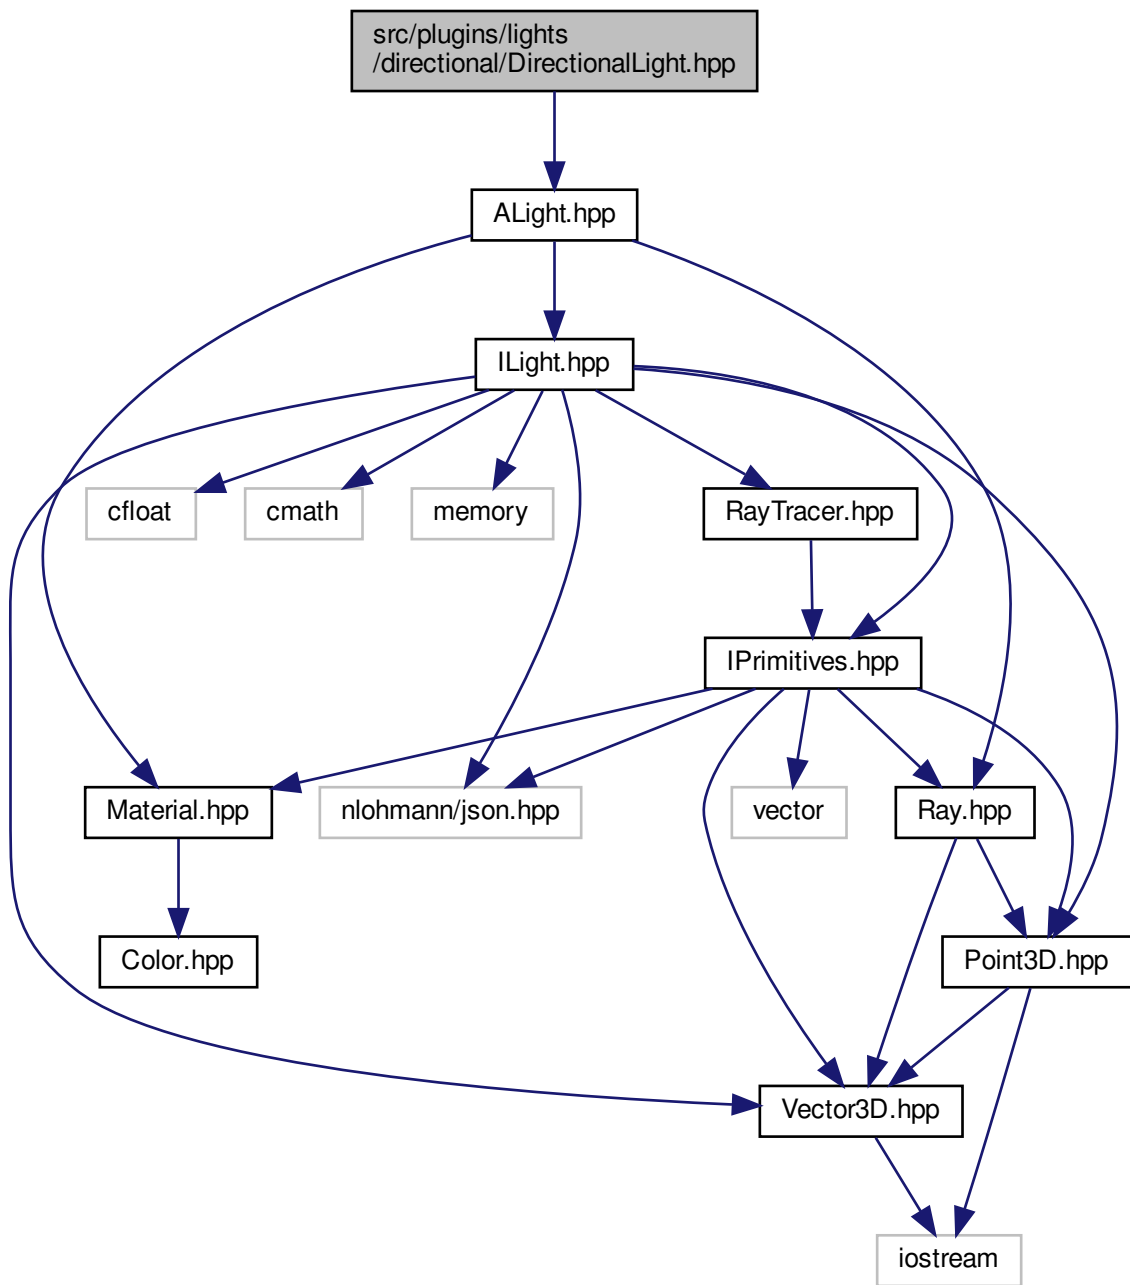 src/plugins/lights
/directional/DirectionalLight.hpp
ALight.hpp
ILight.hpp
cfloat
cmath
memory
RayTracer.hpp
IPrimitives.hpp
Material.hpp
nlohmann/json.hpp
vector
Ray.hpp
Color.hpp
Point3D.hpp
Vector3D.hpp
iostream